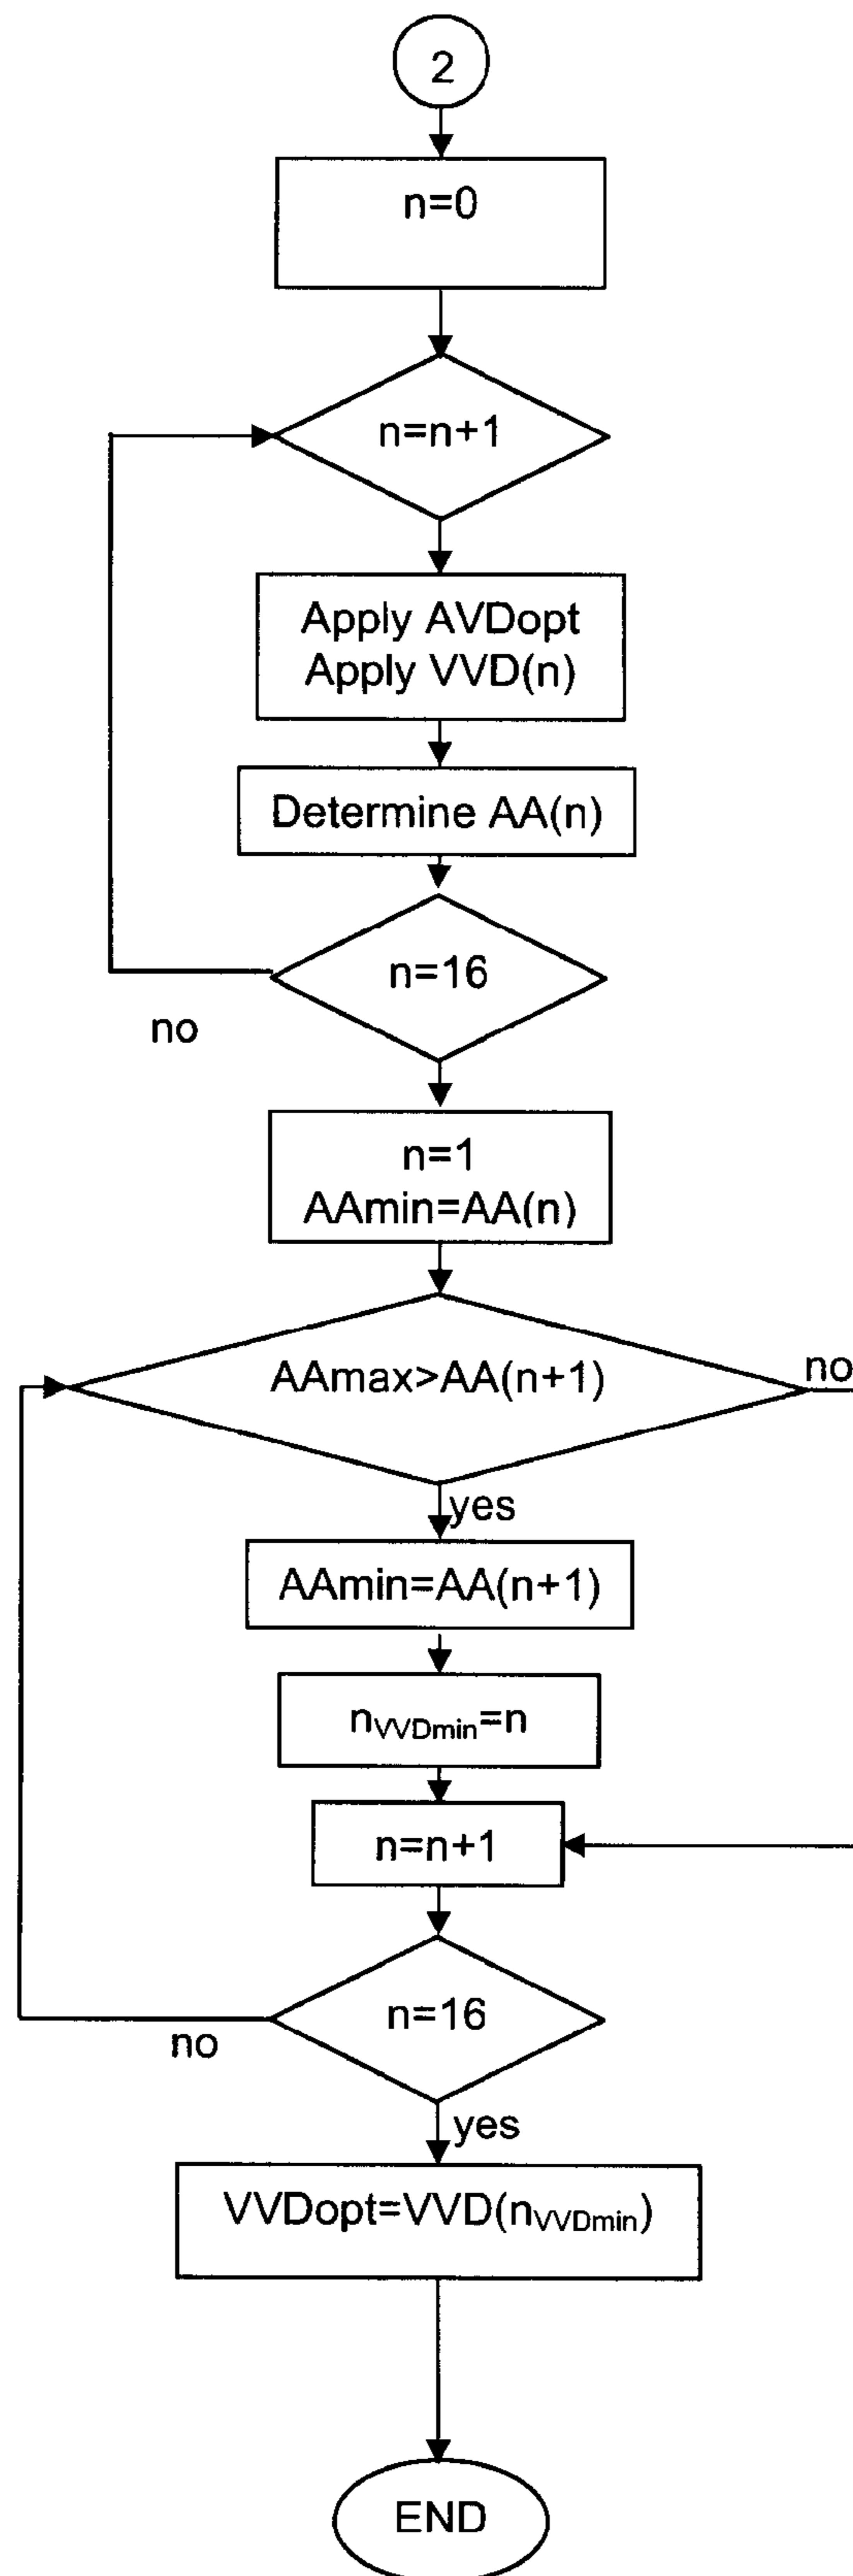 2
n=0
n=n+1
Apply AVDopt
Apply VVD(n)
Determine AA(n)
n=16
no
n=1
AAmin=AA(n)
AAmax>AA(n+1)
no
yes
AAmin=AA(n+1)
nVVDmin=n
n=n+1
n=16
no
yes
VVDopt=VVD(nVVDmin)
END